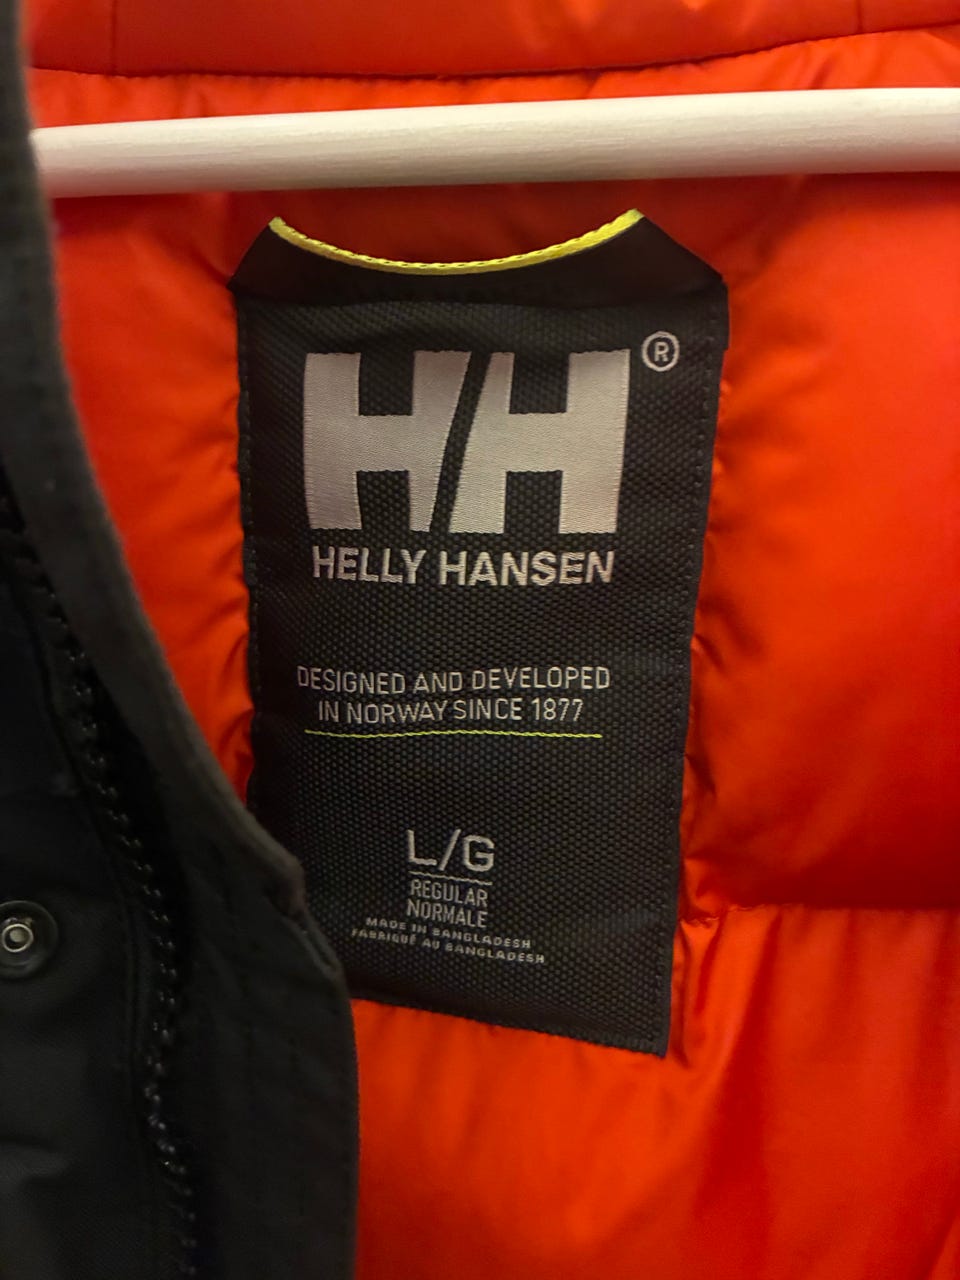 HH®
HELLY HANSEN
DESIGNED AND DEVELOPED
IN NORWAY SINCE 1877
L/G
REGULAR
NORMALE
MADE IN BANGLADESH
FABRIQUÉ AU BANGLADESH